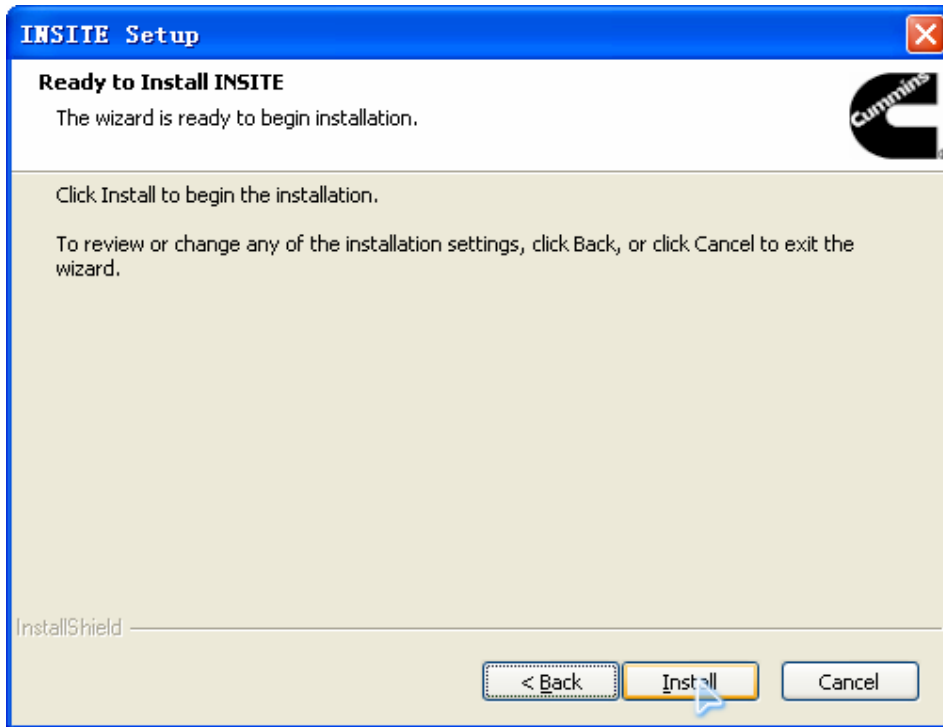 INSITE Setup
Ready to Install INSITE
The wizard is ready to begin installation.
Cummins
Click Install to begin the installation.
To review or change any of the installation settings, click Back, or click Cancel to exit the
wizard.
InstallShield
< Back
Install
Cancel